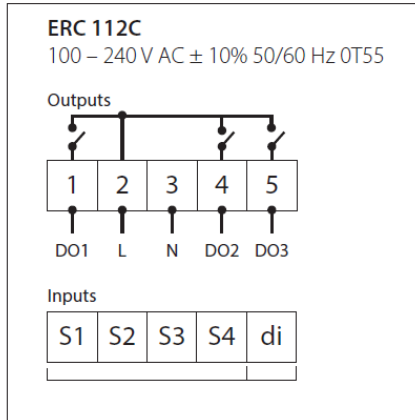 ERC 112C
100 – 240 V AC ± 10% 50/60 Hz 0T55
Outputs
1 2 3 4 5
DO1 L N DO2 DO3
Inputs
S1 S2 S3 S4 di